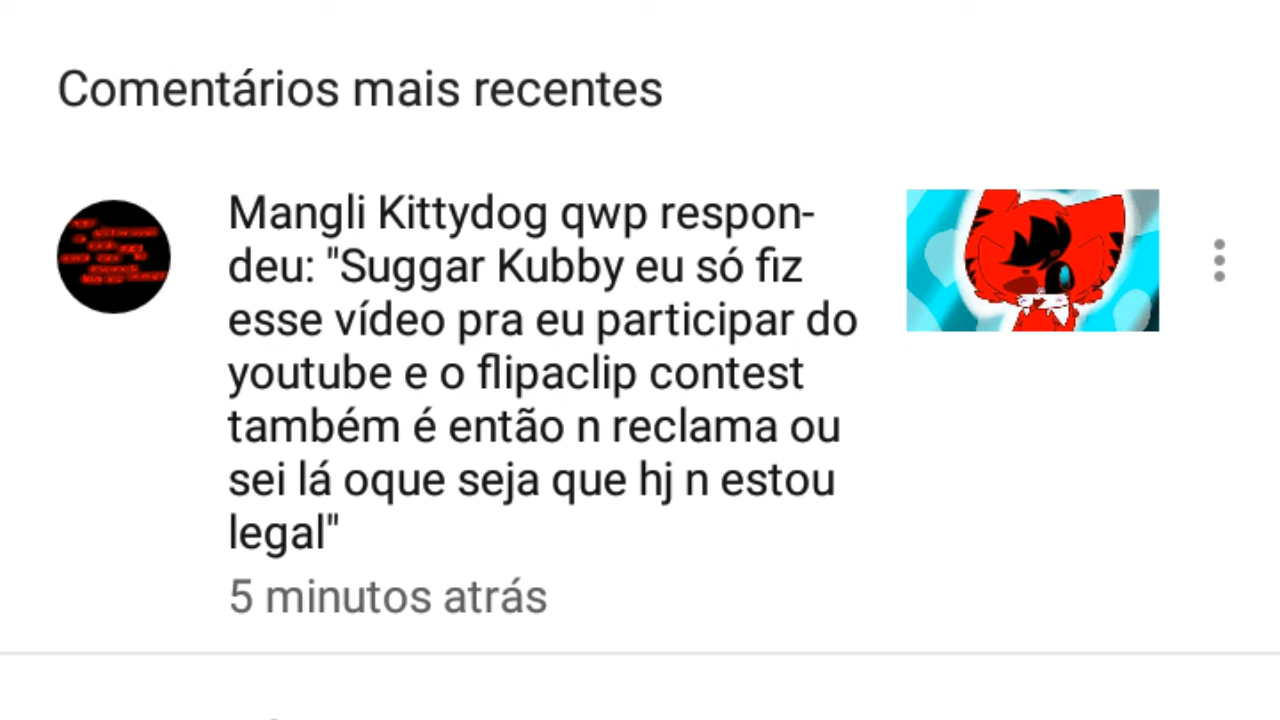 Comentários mais recentes
Mangli Kittydog qwp respon-
deu: "Suggar Kubby eu só fiz
esse vídeo pra eu participar do
youtube e o flipaclip contest
também é então n reclama ou
sei lá oque seja que hj n estou
legal"
5 minutos atrás